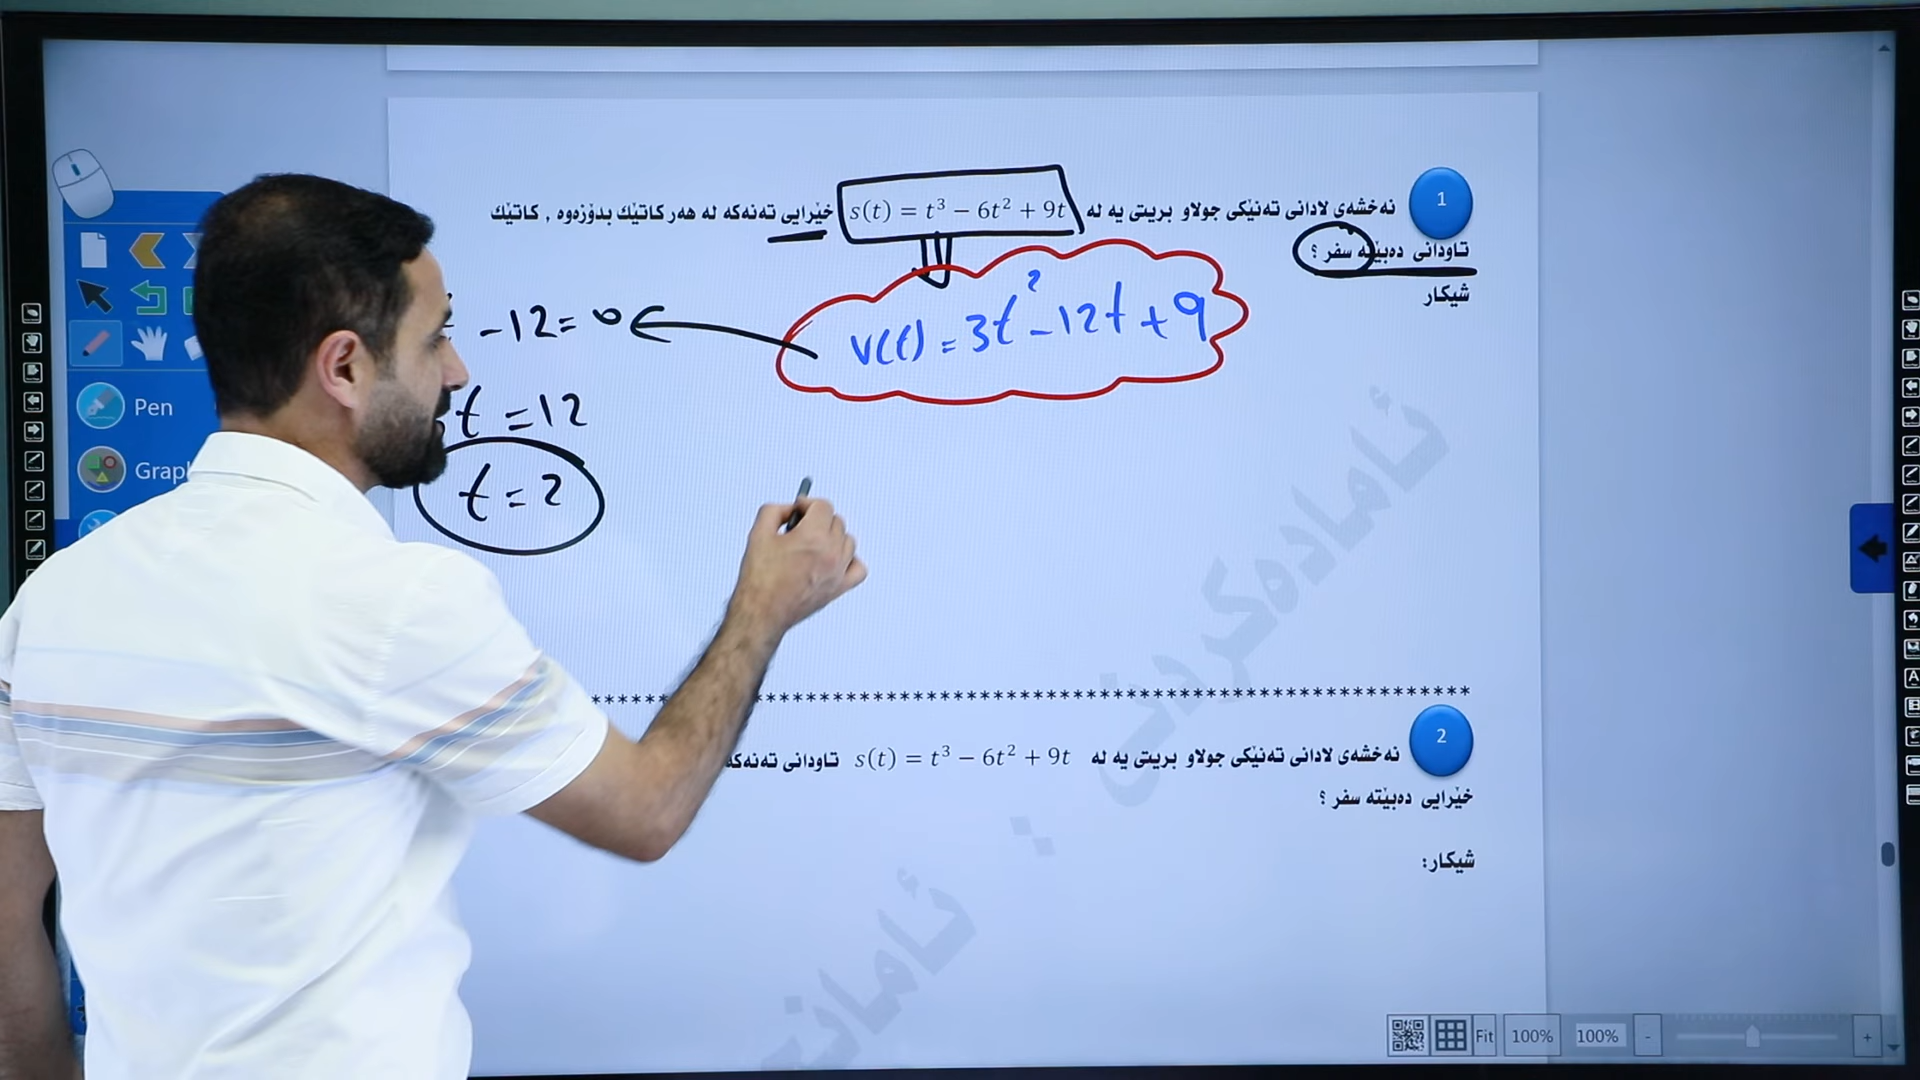 1
نەخشەی لادانی تەنێکی جولاو بریتی یە لە s(t) = t³ − 6t² + 9t خێرایی تەنەکە لە هەر کاتێك بدۆزەوە , کاتێك
تاودانی دەبێتە سفر ؟
شیکار
v(t) = 3t² - 12t + 9
- 12 = 0
t = 12
t = 2
Pen
Grap
***********************************************************
2
نەخشەی لادانی تەنێکی جولاو بریتی یە لە s(t) = t³ − 6t² + 9t تاودانی تەنەکە
خێرایی دەبێتە سفر ؟
شیکار:
ئامادەکردنی
Fit 100% 100% - +